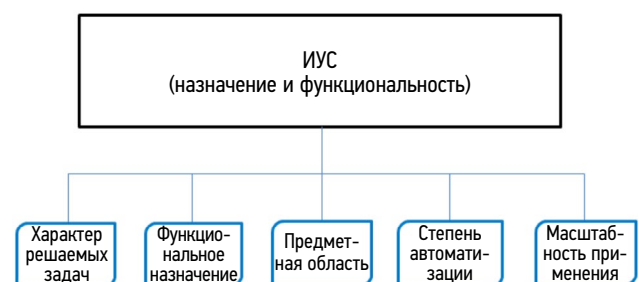 ИУС
(назначение и функциональность)
Характер
решаемых
задач
Функцио-
нальное
назначение
Предмет-
ная область
Степень
автомати-
зации
Масштаб-
ность при-
менения